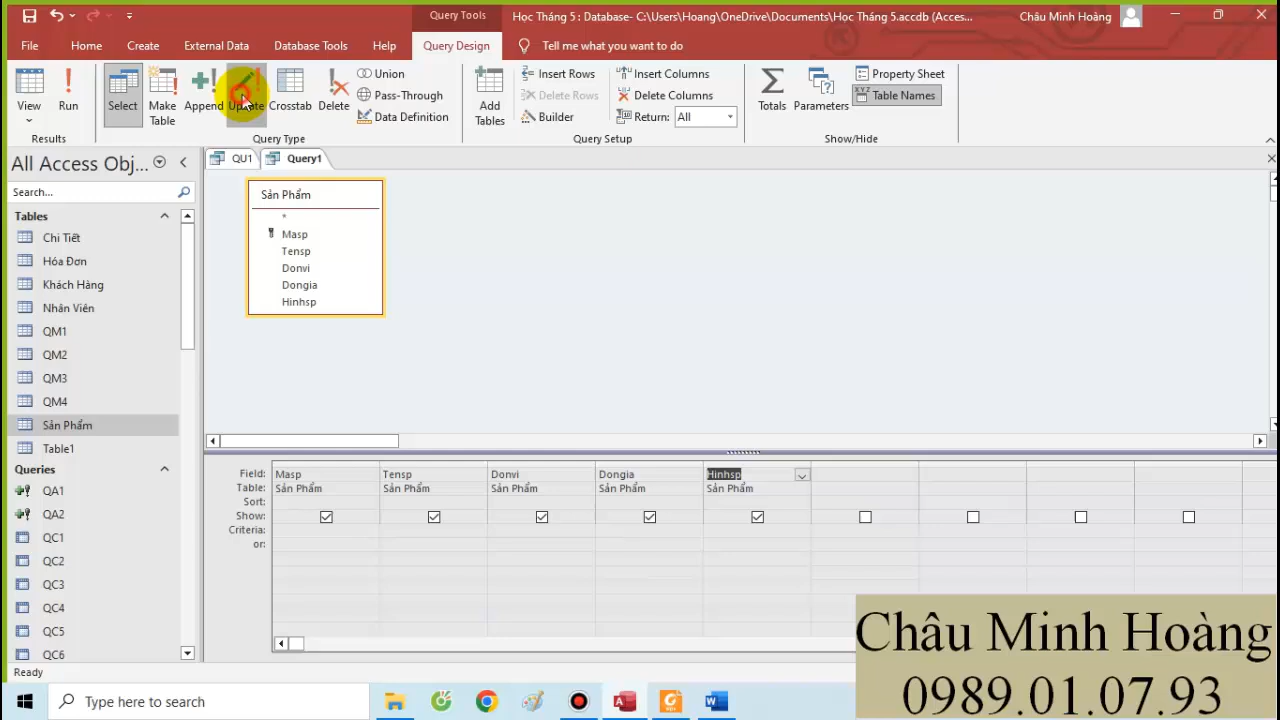 Query Tools
Học Tháng 5 : Database- C:\Users\Hoang\OneDrive\Documents\Học Tháng 5.accdb (Acces...
Châu Minh Hoàng
File
Home
Create
External Data
Database Tools
Help
Query Design
Tell me what you want to do
View
Run
Select
Make Table
Append
Update
Crosstab
Delete
Union
Pass-Through
Data Definition
Add Tables
Insert Rows
Delete Rows
Builder
Insert Columns
Delete Columns
Return: All
Totals
Parameters
Property Sheet
Table Names
Results
Query Type
Query Setup
Show/Hide
All Access Obj...
Search...
QU1
Query1
Tables
Chi Tiết
Hóa Đơn
Khách Hàng
Nhân Viên
QM1
QM2
QM3
QM4
Sản Phẩm
Table1
Queries
QA1
QA2
QC1
QC2
QC3
QC4
QC5
QC6
Sản Phẩm
*
Masp
Tensp
Donvi
Dongia
Hinhsp
Field: Masp Tensp Donvi Dongia Hinhsp
Table: Sản Phẩm Sản Phẩm Sản Phẩm Sản Phẩm Sản Phẩm
Sort:
Show:
Criteria:
or:
Châu Minh Hoàng
0989.01.07.93
Ready
Type here to search